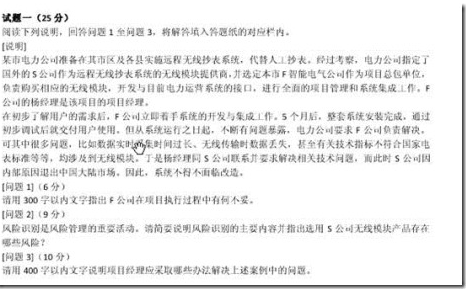 试题一（25 分）
阅读下列说明，回答问题 1 至问题 3，将解答填入答题纸的对应栏内。
[说明]
某市电力公司准备在其市区及各县实施远程无线抄表系统，代替人工抄表。经过考察，电力公司指定了
国外的 S 公司作为远程无线抄表系统的无线模块提供商，并选定本市 F 智能电气公司作为项目总包单位，
负责购买相应的无线模块，开发与目前电力运营系统的接口，进行全面的项目管理和系统集成工作。F
公司的杨经理是该项目的项目经理。
在初步了解用户的需求后，F 公司立即着手系统的开发与集成工作。5 个月后，整套系统安装完成，通过
初步调试后就交付用户使用。但从系统运行之日起，不断有问题暴露，电力公司要求 F 公司负责解决。
可其中很多问题，比如数据实时集时间过长、无线传输时数据丢失，甚至有关技术指标不符合国家电
表标准等等，均涉及到无线模块。于是杨经理同 S 公司联系并要求解决相关技术问题，而此时 S 公司因
内部原因退出中国大陆市场。因此，系统不得不面临改造。
[问题 1]（6 分）
请用 300 字以内文字指出 F 公司在项目执行过程中有何不妥。
[问题 2]（9 分）
风险识别是风险管理的重要活动。请简要说明风险识别的主要内容并指出选用 S 公司无线模块产品存在
哪些风险？
[问题 3]（10 分）
请用 400 字以内文字说明项目经理应采取哪些办法解决上述案例中的问题。